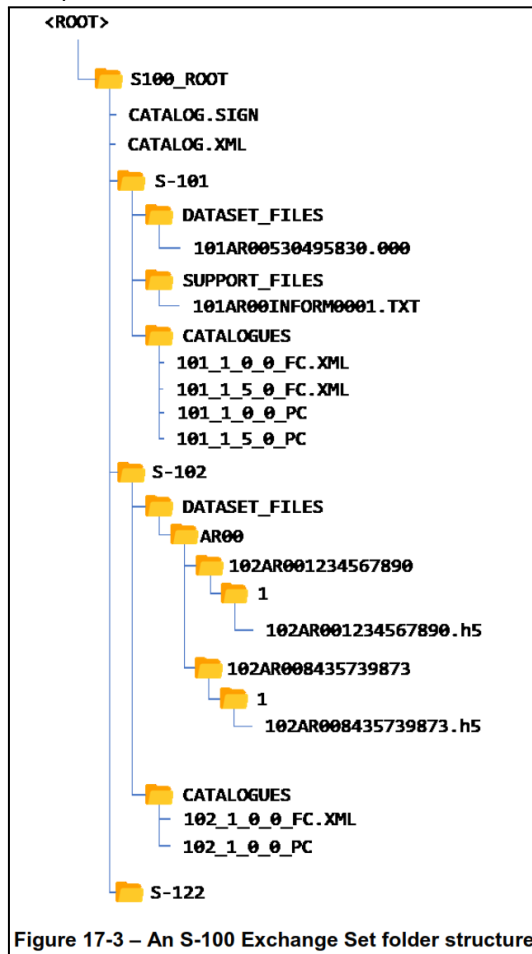 <ROOT>
S100_ROOT
CATALOG.SIGN
CATALOG.XML
S-101
DATASET_FILES
101AR00530495830.000
SUPPORT_FILES
101AR00INFORM0001.TXT
CATALOGUES
101_1_0_0_FC.XML
101_1_5_0_FC.XML
101_1_0_0_PC
101_1_5_0_PC
S-102
DATASET_FILES
AR00
102AR001234567890
1
102AR001234567890.h5
102AR008435739873
1
102AR008435739873.h5
CATALOGUES
102_1_0_0_FC.XML
102_1_0_0_PC
S-122
Figure 17-3 – An S-100 Exchange Set folder structure